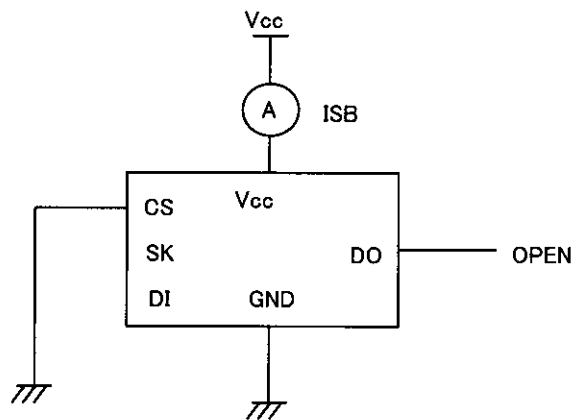 Vcc
A ISB
CS Vcc
SK DO OPEN
DI GND